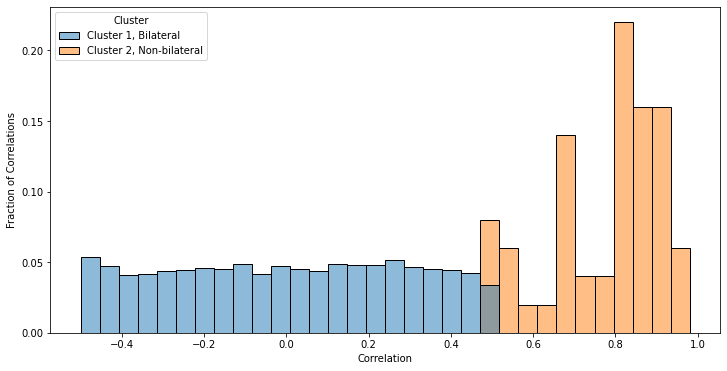 Cluster
Cluster 1, Bilateral
Cluster 2, Non-bilateral
Fraction of Correlations
0.20
0.15
0.10
0.05
0.00
−0.4
−0.2
0.0
0.2
0.4
0.6
0.8
1.0
Correlation